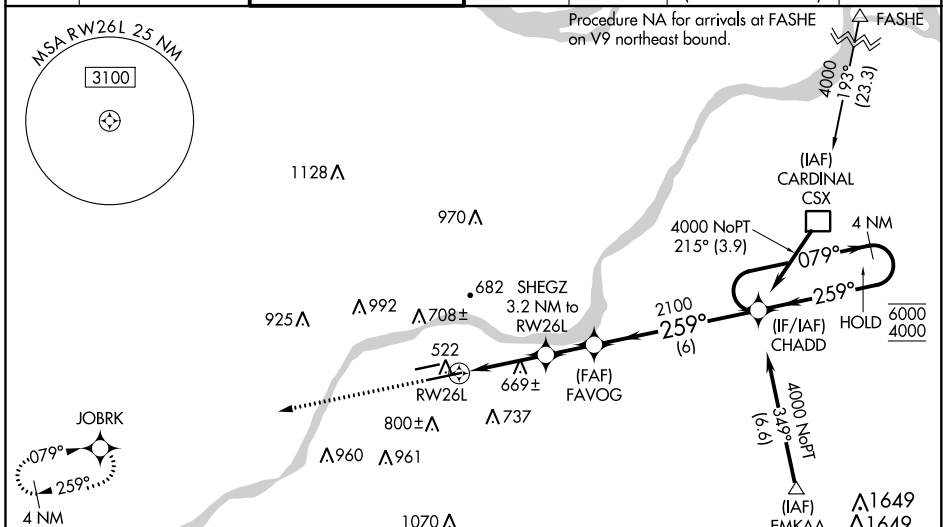 Procedure NA for arrivals at FASHE
on V9 northeast bound.
FASHE
MSA RW26L 25 NM
3100
4000
193°
(23.3)
(IAF)
CARDINAL
CSX
1128
970
4000 NoPT
215° (3.9)
4 NM
079°
259°
HOLD
6000
4000
(IF/IAF)
CHADD
2100
259°
(6)
682
SHEGZ
3.2 NM to
RW26L
925
992
708±
522
RW26L
669±
(FAF)
FAVOG
800±
737
960
961
JOBRK
079°
259°
4 NM
4000 NoPT
349°
(6.6)
(IAF)
1649
1649
1070